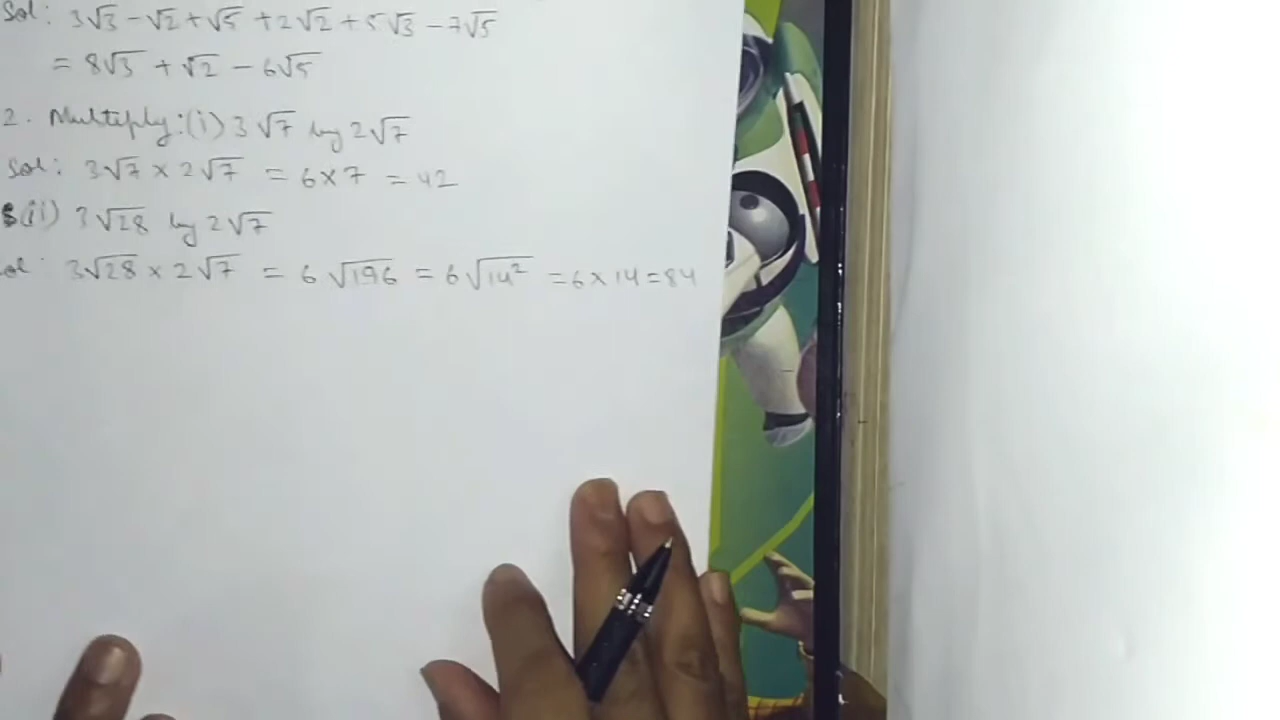 Sol: 3√3 - √2 + √5 + 2√2 + 5√3 - 7√5
= 8√3 + √2 - 6√5
2. Multiply: (i) 3√7 by 2√7
Sol: 3√7 × 2√7 = 6×7 = 42
(ii) 3√28 by 2√7
ol: 3√28 × 2√7 = 6√196 = 6√14² = 6×14 = 84